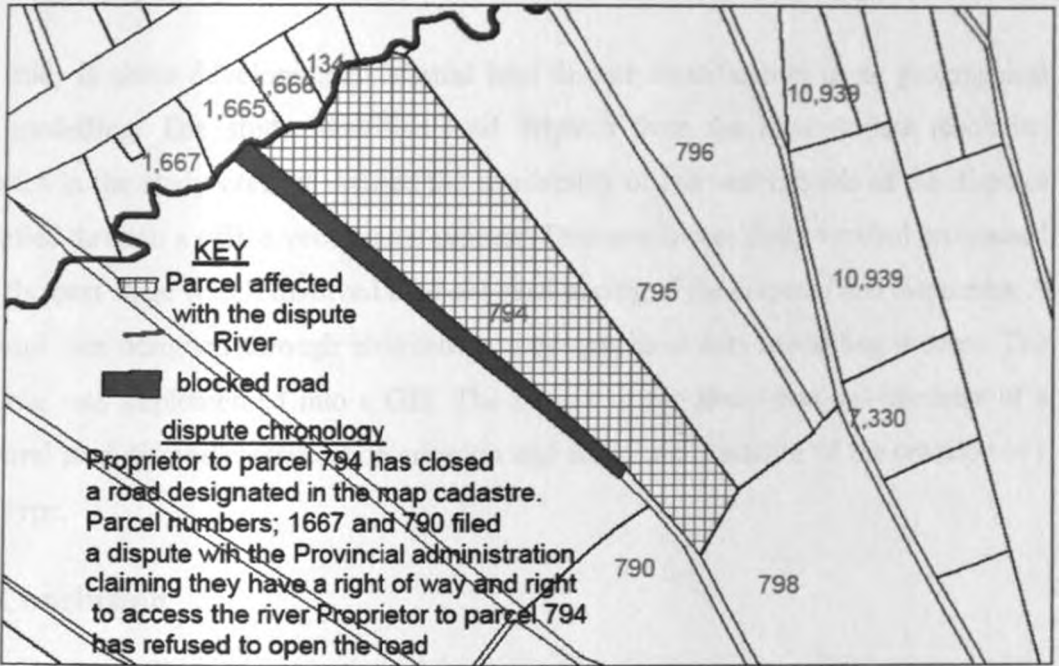 134
1,666
1,665
1,667
10,939
796
10,939
795
794
7,330
790
798
KEY
Parcel affected
with the dispute
River
blocked road
dispute chronology
Proprietor to parcel 794 has closed
a road designated in the map cadastre.
Parcel numbers; 1667 and 790 filed
a dispute with the Provincial administration
claiming they have a right of way and right
to access the river Proprietor to parcel 794
has refused to open the road